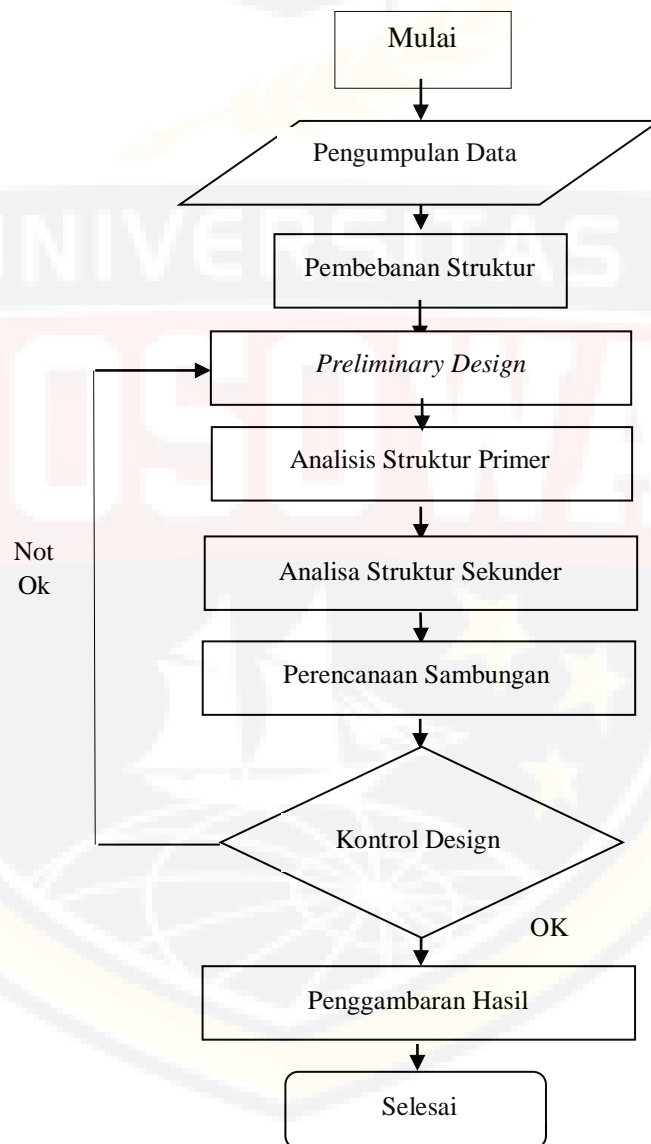 UNIVERSITAS
Mulai
Pengumpulan Data
Pembebanan Struktur
Preliminary Design
Analisis Struktur Primer
Analisa Struktur Sekunder
Not
Ok
Perencanaan Sambungan
Kontrol Design
OK
Penggambaran Hasil
Selesai